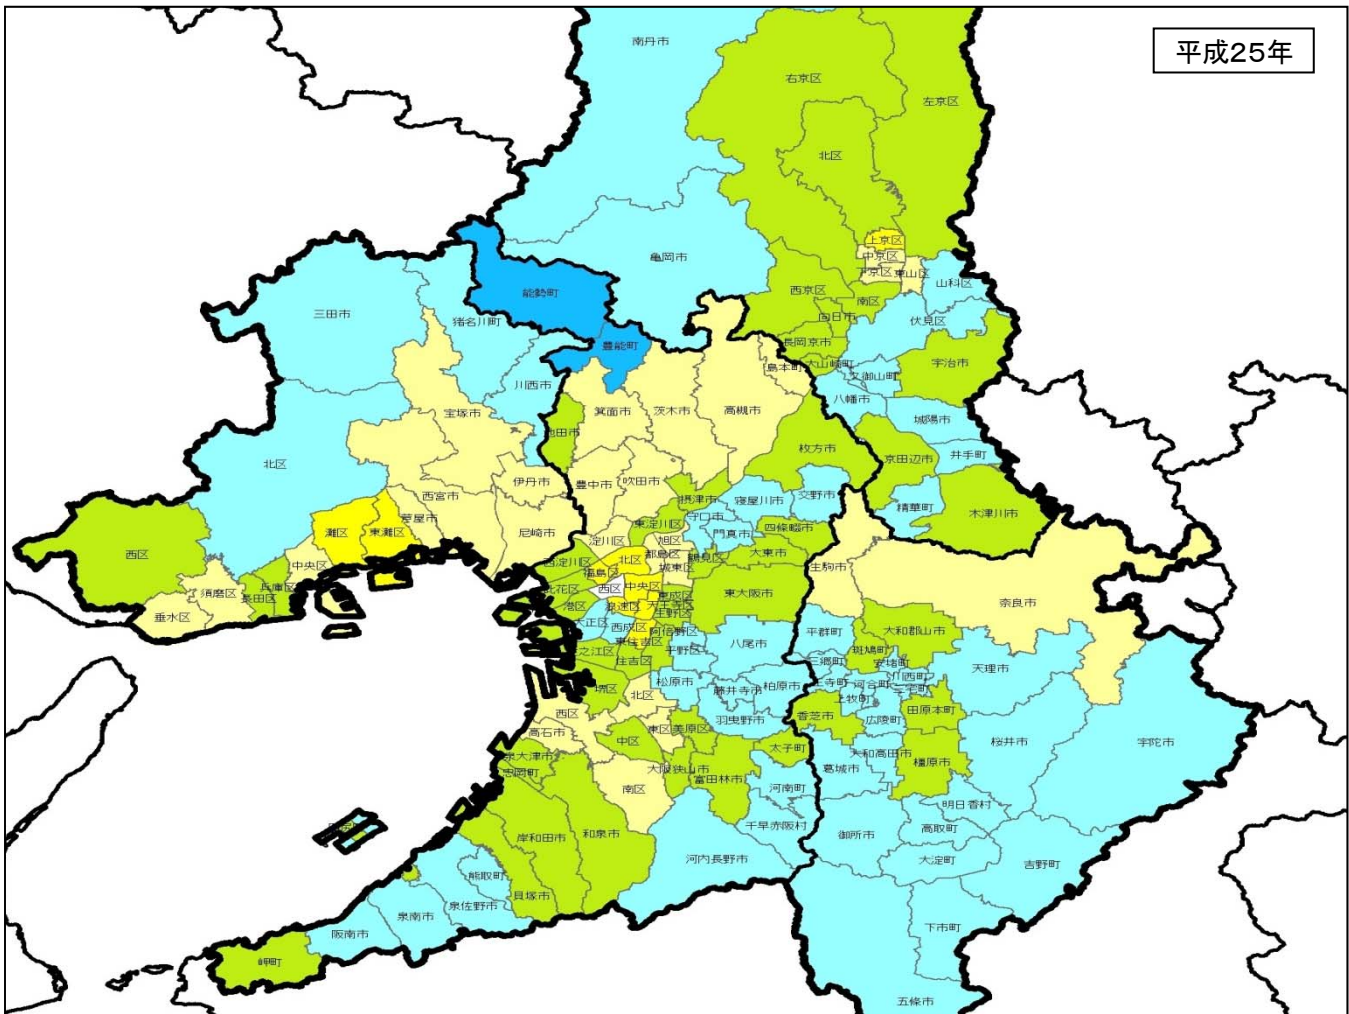 平成25年
南丹市
右京区
左京区
北区
上京区
中京区
下京区
東山区
山科区
亀岡市
西京区
南区
向日市
伏見区
長岡京市
宇治市
大山崎町
久御山町
八幡市
城陽市
京田辺市
井手町
精華町
木津川市
能勢町
豊能町
三田市
猪名川町
川西市
宝塚市
北区
伊丹市
西宮市
芦屋市
尼崎市
灘区
東灘区
西区
中央区
兵庫区
長田区
須磨区
垂水区
島本町
高槻市
茨木市
箕面市
池田市
枚方市
豊中市
吹田市
摂津市
寝屋川市
交野市
守口市
門真市
四條畷市
東淀川区
淀川区
旭区
都島区
鶴見区
大東市
西淀川区
北区
福島区
城東区
此花区
西区
中央区
東成区
東大阪市
港区
浪速区
天王寺区
生野区
大正区
西成区
阿倍野区
東住吉区
平野区
八尾市
住之江区
住吉区
松原市
藤井寺市
柏原市
堺区
北区
羽曳野市
西区
高石市
東区
美原区
中区
太子町
泉大津市
忠岡町
大阪狭山市
富田林市
河南町
南区
千早赤阪村
岸和田市
和泉市
河内長野市
貝塚市
熊取町
泉佐野市
泉南市
阪南市
岬町
生駒市
奈良市
平群町
大和郡山市
斑鳩町
安堵町
天理市
三郷町
川西町
王寺町
河合町
三宅町
上牧町
香芝市
広陵町
田原本町
桜井市
宇陀市
大和高田市
葛城市
橿原市
明日香村
高取町
御所市
大淀町
吉野町
下市町
五條市